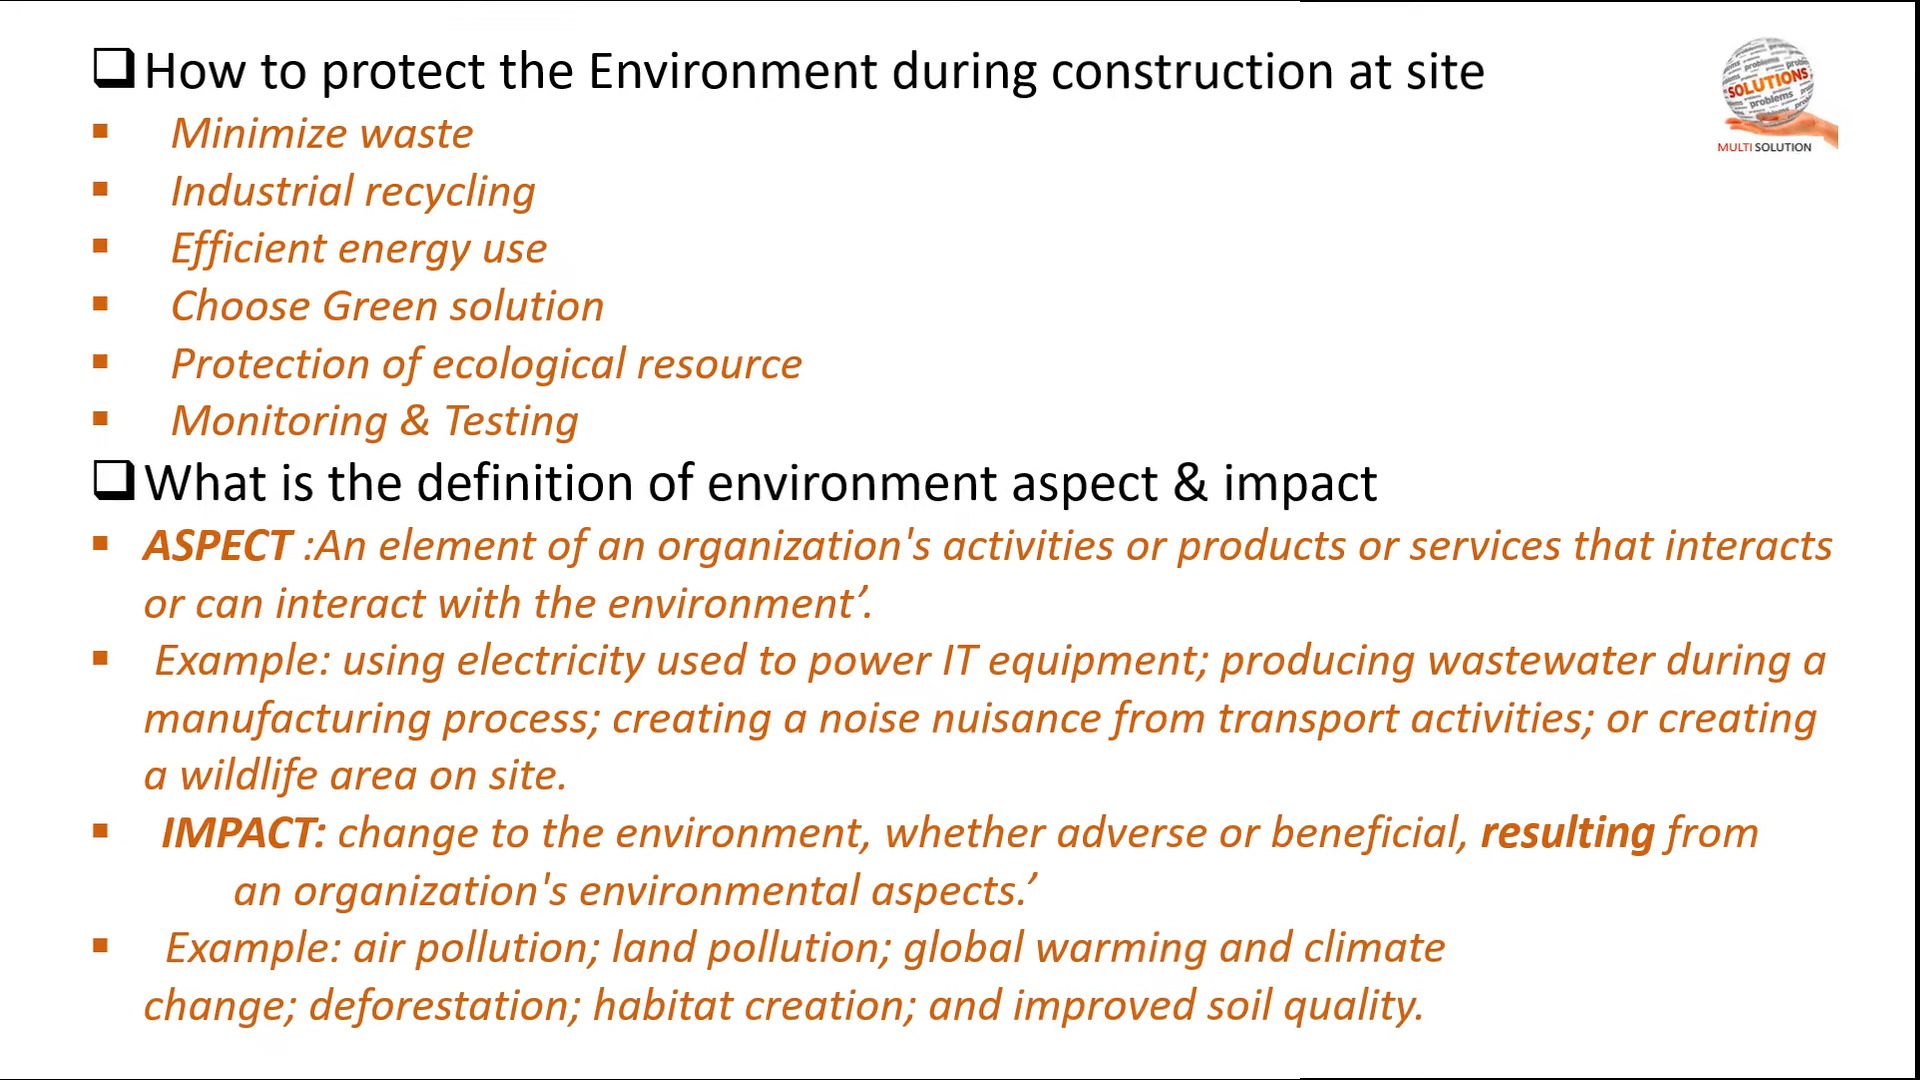 How to protect the Environment during construction at site
Minimize waste
Industrial recycling
Efficient energy use
Choose Green solution
Protection of ecological resource
Monitoring & Testing
What is the definition of environment aspect & impact
ASPECT :An element of an organization's activities or products or services that interacts
or can interact with the environment’.
Example: using electricity used to power IT equipment; producing wastewater during a
manufacturing process; creating a noise nuisance from transport activities; or creating
a wildlife area on site.
IMPACT: change to the environment, whether adverse or beneficial, resulting from
an organization's environmental aspects.’
Example: air pollution; land pollution; global warming and climate
change; deforestation; habitat creation; and improved soil quality.
SOLUTIONS
problems
MULTI SOLUTION